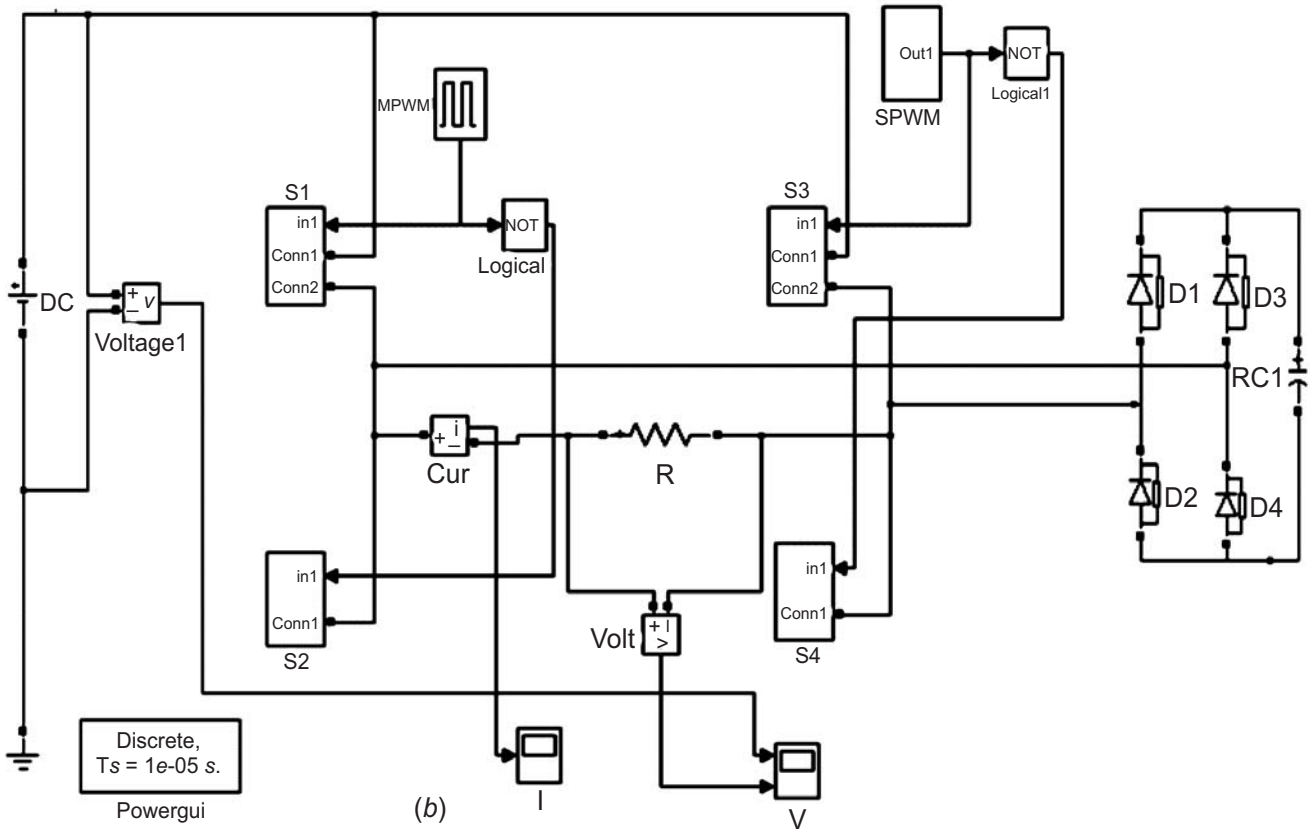 Out1
NOT
Logical1
SPWM
MPWM
S1
in1
Conn1
Conn2
NOT
Logical
S3
in1
Conn1
Conn2
DC
+
−
v
Voltage1
D1
D3
RC1
+
i
−
Cur
+
R
D2
D4
in1
Conn1
S2
in1
Conn1
S4
Volt
Discrete,
Ts = 1e-05 s.
Powergui
(b)
I
V